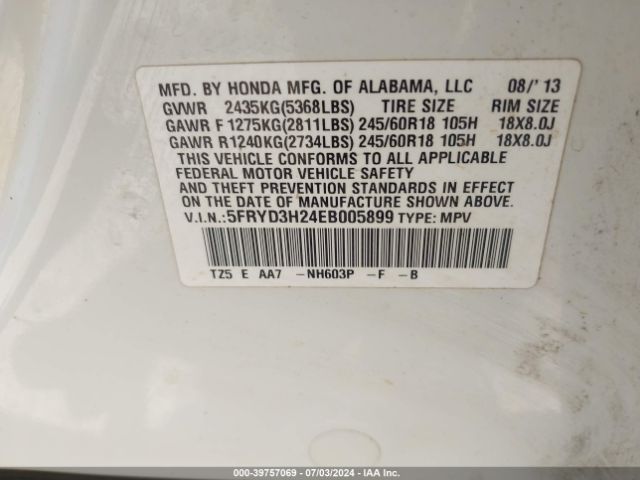 MFD. BY HONDA MFG. OF ALABAMA, LLC 08/'13
GVWR 2435KG(5368LBS) TIRE SIZE RIM SIZE
GAWR F 1275KG(2811LBS) 245/60R18 105H 18X8.0J
GAWR R1240KG(2734LBS) 245/60R18 105H 18X8.0J
THIS VEHICLE CONFORMS TO ALL APPLICABLE
FEDERAL MOTOR VEHICLE SAFETY
AND THEFT PREVENTION STANDARDS IN EFFECT
ON THE DATE OF MANUFACTURE SHOWN ABOVE.
V.I.N.:5FRYD3H24EB005899 TYPE: MPV
TZ5 E AA7 -NH603P -F -B
000-39757069 - 07/03/2024 - IAA Inc.